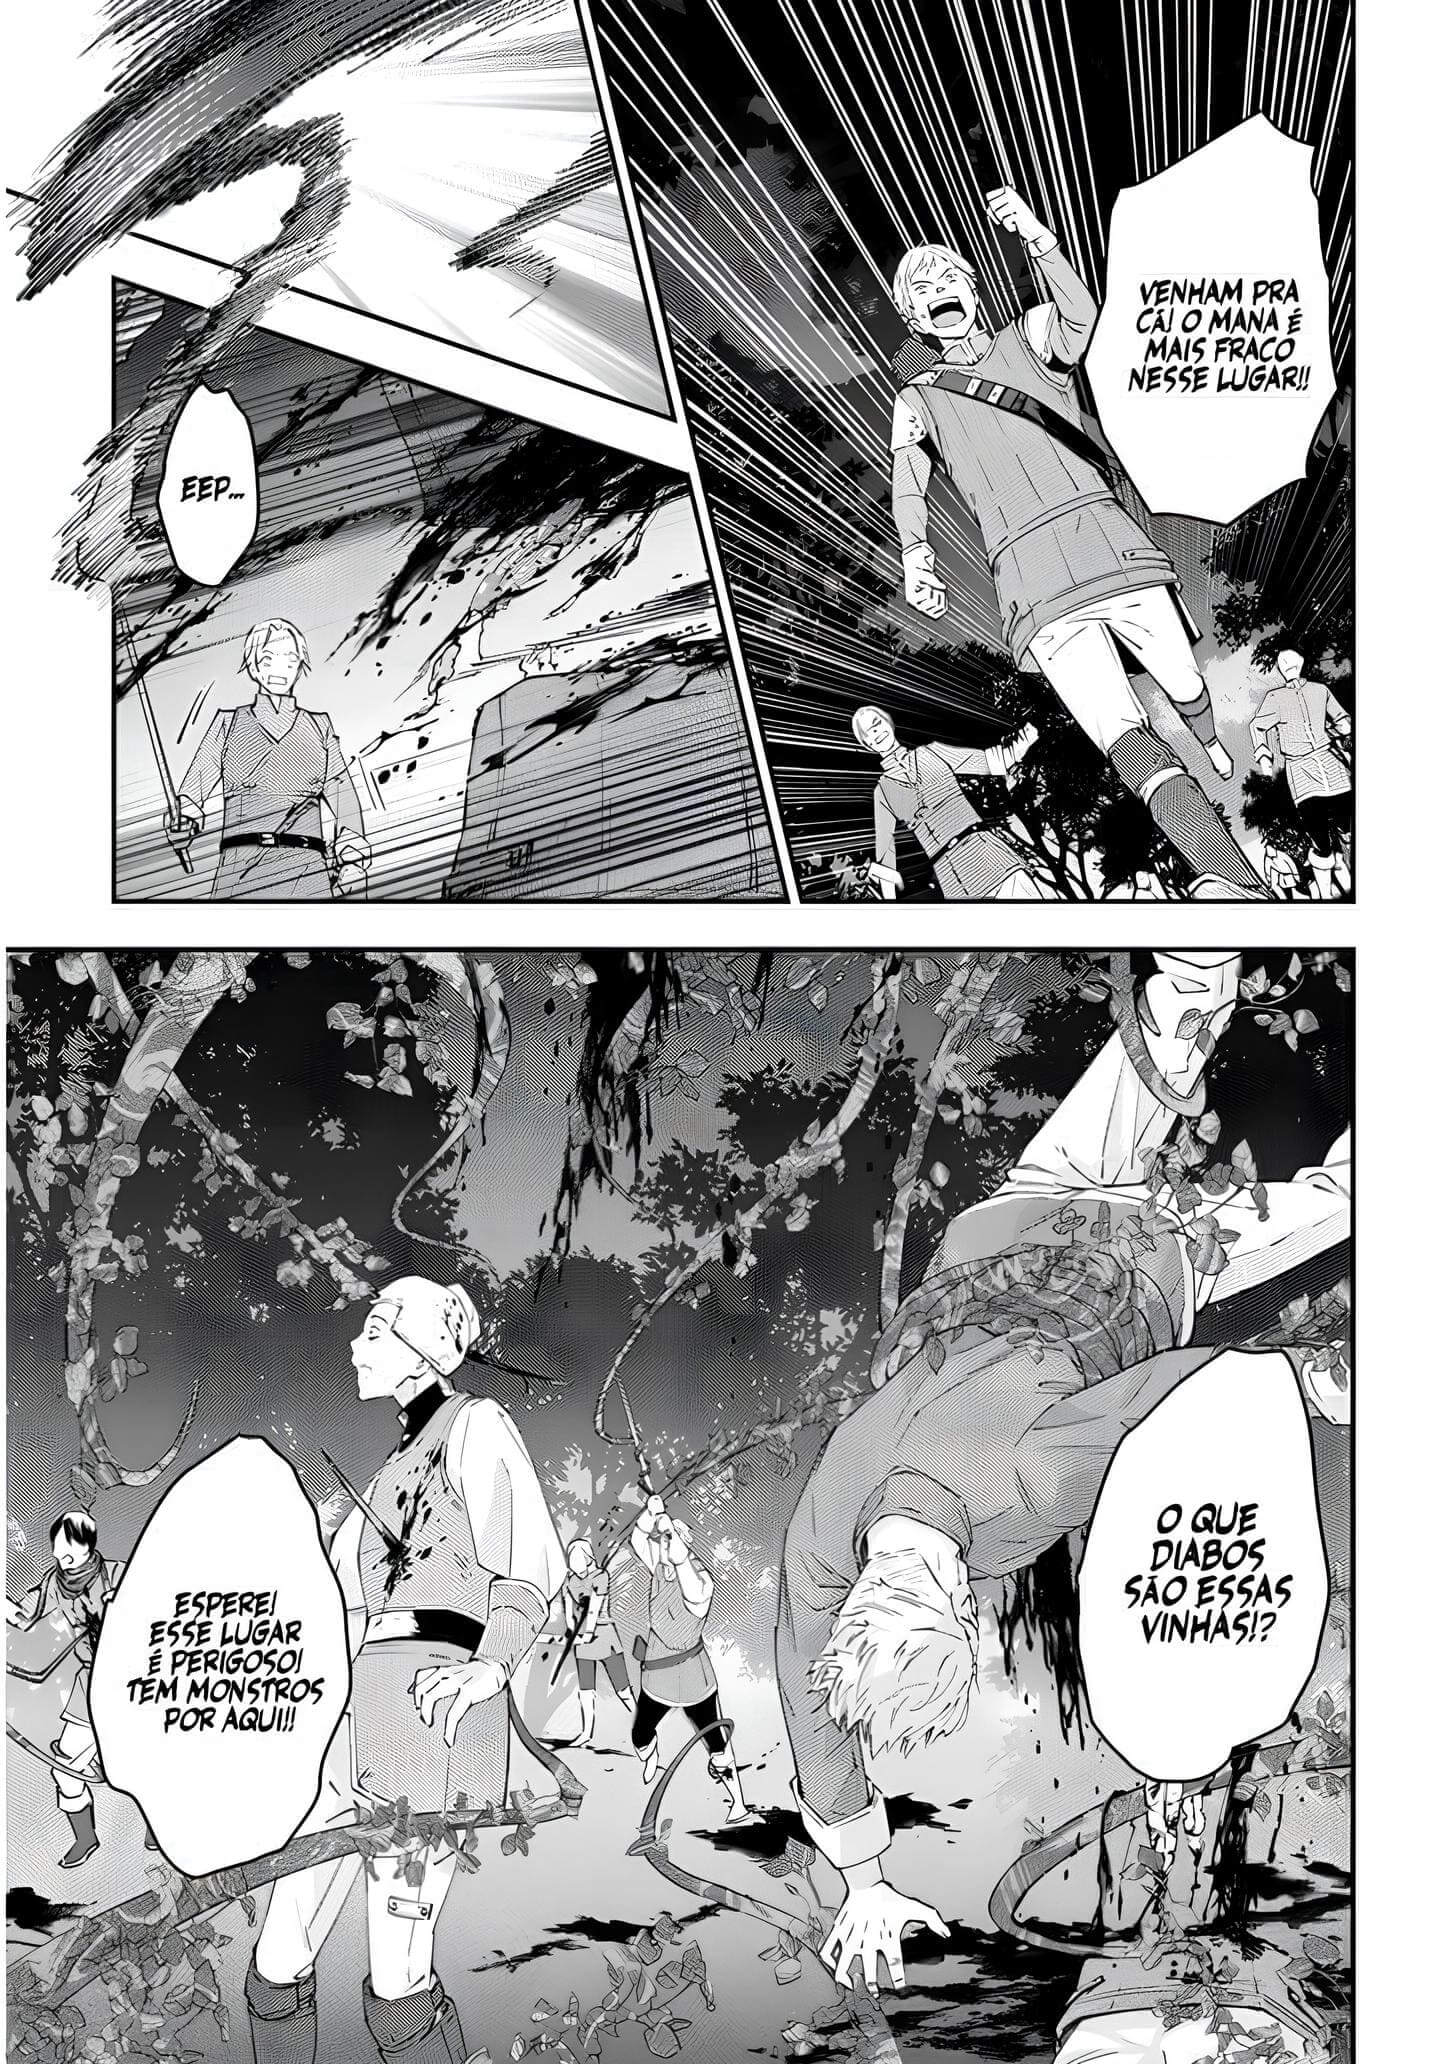 VENHAM PRA
CÁ! O MANA É
MAIS FRACO
NESSE LUGAR!!
EEP...
O QUE
DIABOS
SÃO ESSAS
VINHAS!?
ESPERE!
ESSE LUGAR
É PERIGOSO!
TEM MONSTROS
POR AQUI!!